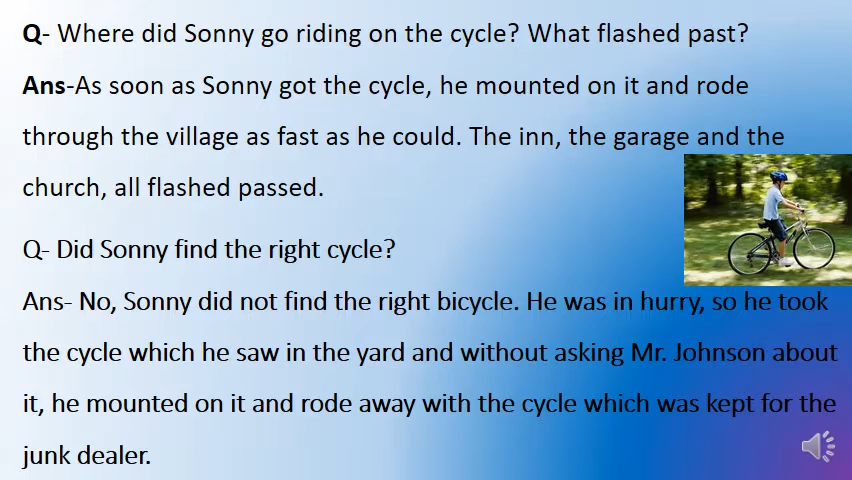 Q- Where did Sonny go riding on the cycle? What flashed past?
Ans-As soon as Sonny got the cycle, he mounted on it and rode
through the village as fast as he could. The inn, the garage and the
church, all flashed passed.
Q- Did Sonny find the right cycle?
Ans- No, Sonny did not find the right bicycle. He was in hurry, so he took
the cycle which he saw in the yard and without asking Mr. Johnson about
it, he mounted on it and rode away with the cycle which was kept for the
junk dealer.